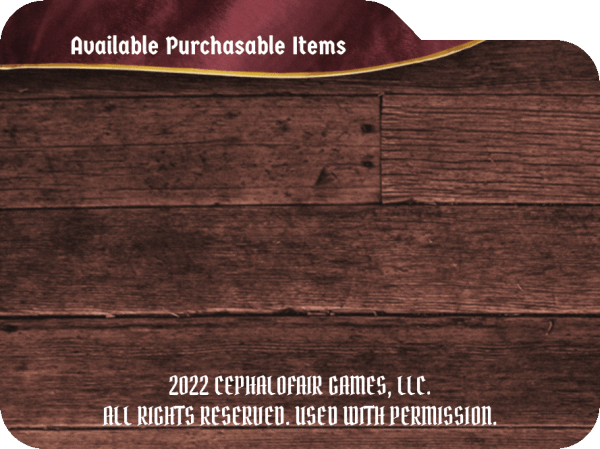 Available Purchasable Items
2022 CEPHALOFAIR GAMES, LLC.
ALL RIGHTS RESERVED. USED WITH PERMISSION.